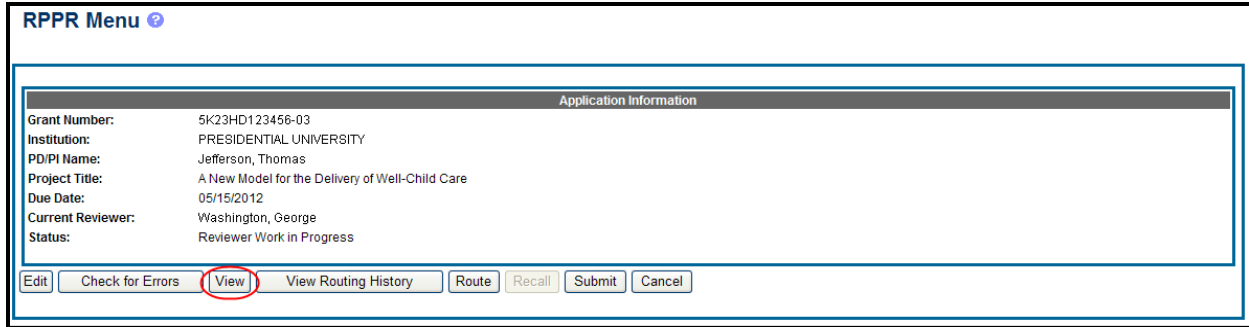 RPPR Menu ?
Application Information
Grant Number: 5K23HD123456-03
Institution: PRESIDENTIAL UNIVERSITY
PD/PI Name: Jefferson, Thomas
Project Title: A New Model for the Delivery of Well-Child Care
Due Date: 05/15/2012
Current Reviewer: Washington, George
Status: Reviewer Work in Progress
Edit Check for Errors View View Routing History Route Recall Submit Cancel